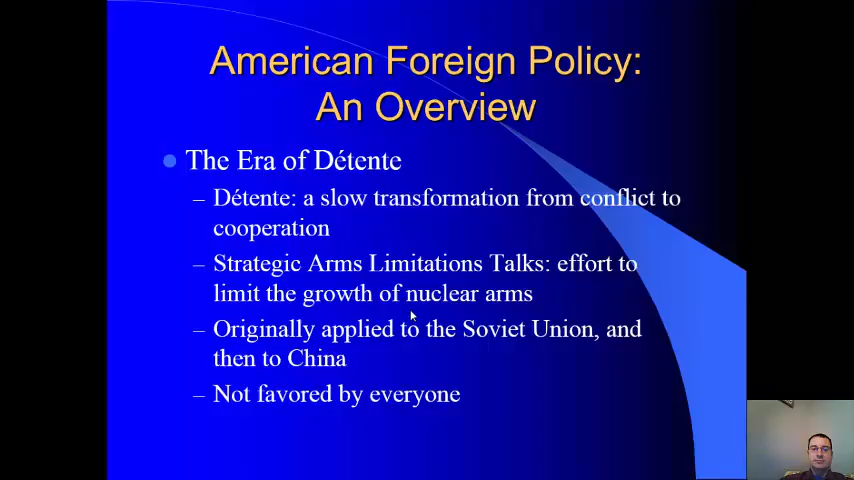 American Foreign Policy:
An Overview
The Era of Détente
– Détente: a slow transformation from conflict to
cooperation
– Strategic Arms Limitations Talks: effort to
limit the growth of nuclear arms
– Originally applied to the Soviet Union, and
then to China
– Not favored by everyone